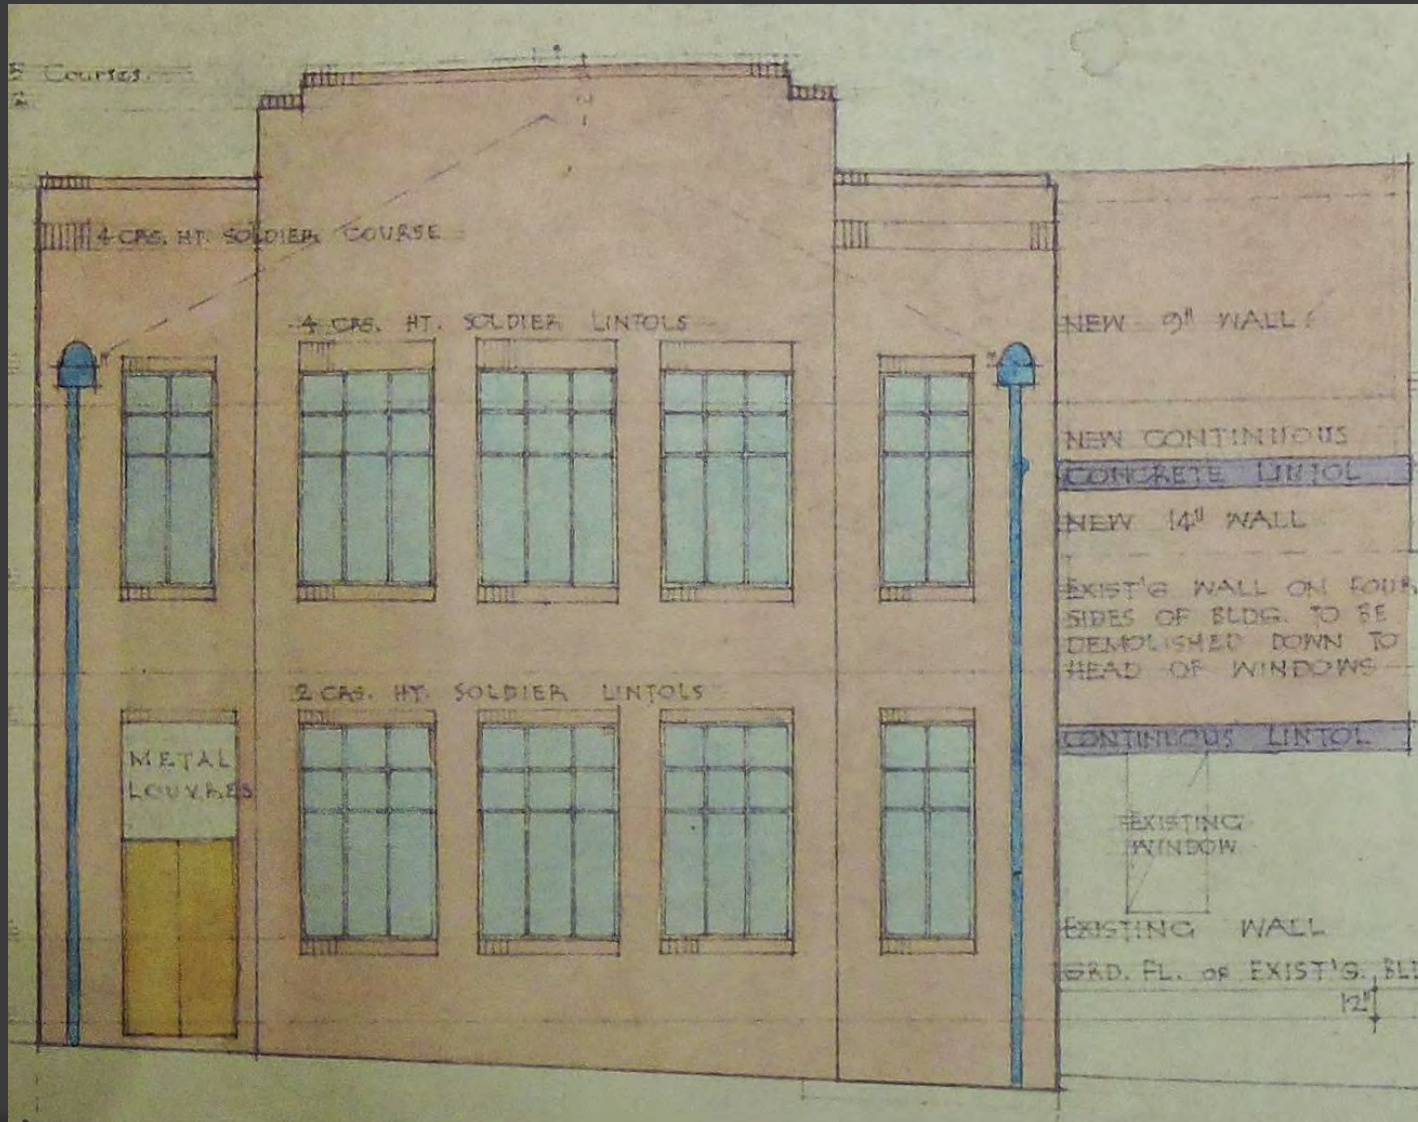 Courses.
4 CRS. HT. SOLDIER COURSE
4 CRS. HT. SOLDIER LINTOLS
NEW 9" WALL
NEW CONTINUOUS
CONCRETE LINTOL
NEW 14" WALL
EXIST'G WALL ON FOUR
SIDES OF BLDG. TO BE
DEMOLISHED DOWN TO
HEAD OF WINDOWS
2 CRS. HT. SOLDIER LINTOLS
CONTINUOUS LINTOL
METAL
LOUVRES
EXISTING
WINDOW
EXISTING WALL
GRD. FL. OF EXIST'G. BLD
12"